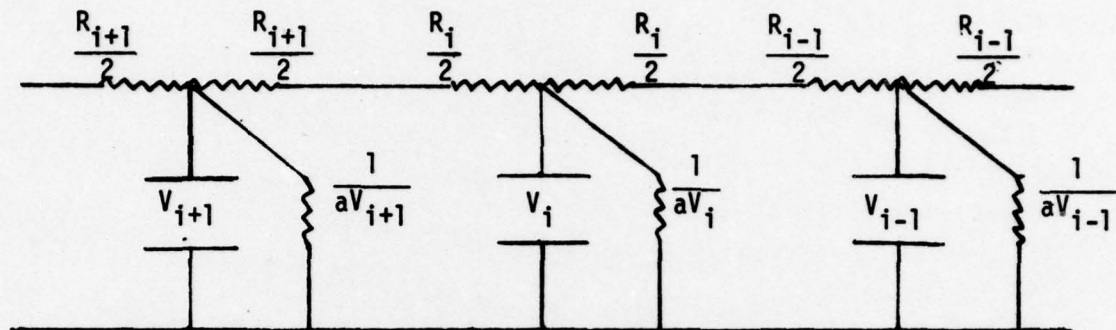 R_{i+1}/2 R_{i+1}/2 R_i/2 R_i/2 R_{i-1}/2 R_{i-1}/2
V_{i+1} 1/aV_{i+1} V_i 1/aV_i V_{i-1} 1/aV_{i-1}